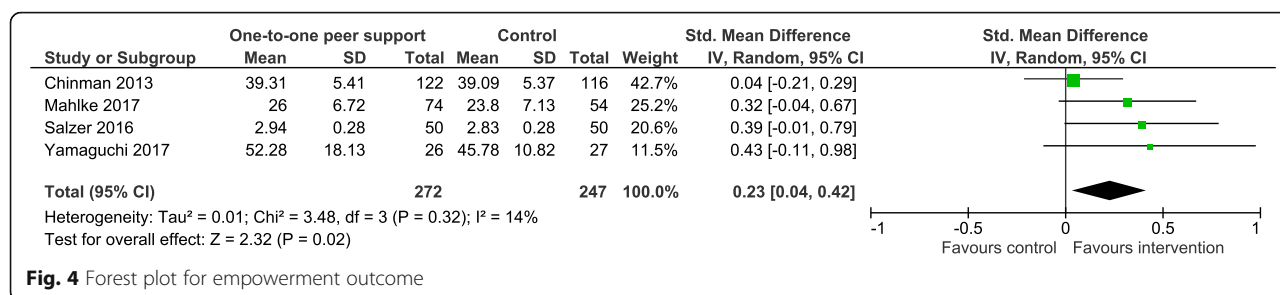 One-to-one peer support Control Std. Mean Difference Std. Mean Difference
Study or Subgroup Mean SD Total Mean SD Total Weight IV, Random, 95% CI IV, Random, 95% CI
Chinman 2013 39.31 5.41 122 39.09 5.37 116 42.7% 0.04 [-0.21, 0.29]
Mahlke 2017 26 6.72 74 23.8 7.13 54 25.2% 0.32 [-0.04, 0.67]
Salzer 2016 2.94 0.28 50 2.83 0.28 50 20.6% 0.39 [-0.01, 0.79]
Yamaguchi 2017 52.28 18.13 26 45.78 10.82 27 11.5% 0.43 [-0.11, 0.98]
Total (95% CI) 272 247 100.0% 0.23 [0.04, 0.42]
Heterogeneity: Tau² = 0.01; Chi² = 3.48, df = 3 (P = 0.32); I² = 14%
Test for overall effect: Z = 2.32 (P = 0.02)
-1 -0.5 0 0.5 1
Favours control Favours intervention
Fig. 4 Forest plot for empowerment outcome